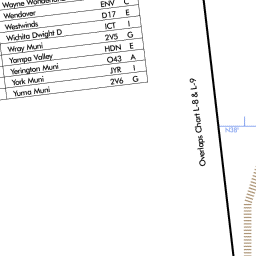 Wayne
Wendover ENV C
Westwinds D17 E
Wichita Dwight D ICT I
Wray Muni 2V5 G
Yampa Valley HDN E
Yerington Muni O43 A
York Muni JYR I
Yuma Muni 2V6 G
Overlaps Chart L-8 & L-9
N38°